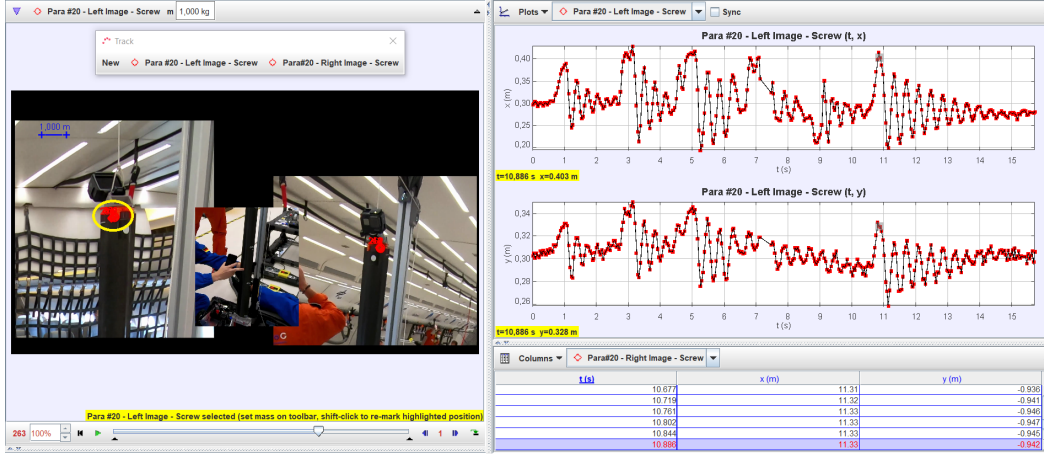 Para #20 - Left Image - Screw m 1,000 kg
Track
New Para #20 - Left Image - Screw Para#20 - Right Image - Screw
1,000 m
G
Para #20 - Left Image - Screw selected (set mass on toolbar, shift-click to re-mark highlighted position)
263 100% 1
Plots Para #20 - Left Image - Screw Sync
Para #20 - Left Image - Screw (t, x)
x (m)
0,40
0,35
0,30
0,25
0,20
0 1 2 3 4 5 6 7 8 9 10 11 12 13 14 15
t (s)
t=10,886 s x=0.403 m
Para #20 - Left Image - Screw (t, y)
y (m)
0,34
0,32
0,30
0,28
0,26
0 1 2 3 4 5 6 7 8 9 10 11 12 13 14 15
t (s)
t=10,886 s y=0.328 m
Columns Para#20 - Right Image - Screw
t (s) x (m) y (m)
10.677 11.31 -0.936
10.719 11.32 -0.941
10.761 11.33 -0.946
10.802 11.33 -0.947
10.844 11.33 -0.945
10.886 11.33 -0.942